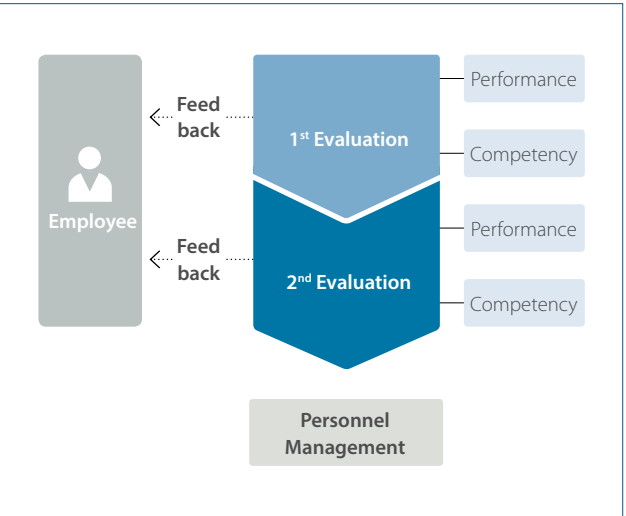 Employee
Feed
back
1st Evaluation
Performance
Competency
Feed
back
2nd Evaluation
Performance
Competency
Personnel
Management